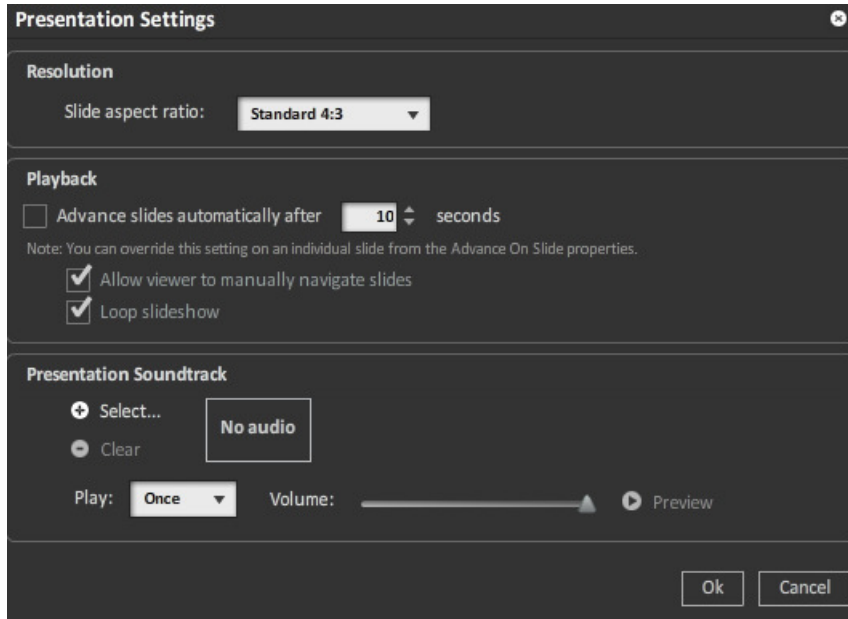 Presentation Settings
Resolution
Slide aspect ratio: Standard 4:3
Playback
Advance slides automatically after 10 seconds
Note: You can override this setting on an individual slide from the Advance On Slide properties.
Allow viewer to manually navigate slides
Loop slideshow
Presentation Soundtrack
Select...
No audio
Clear
Play: Once Volume: Preview
Ok Cancel